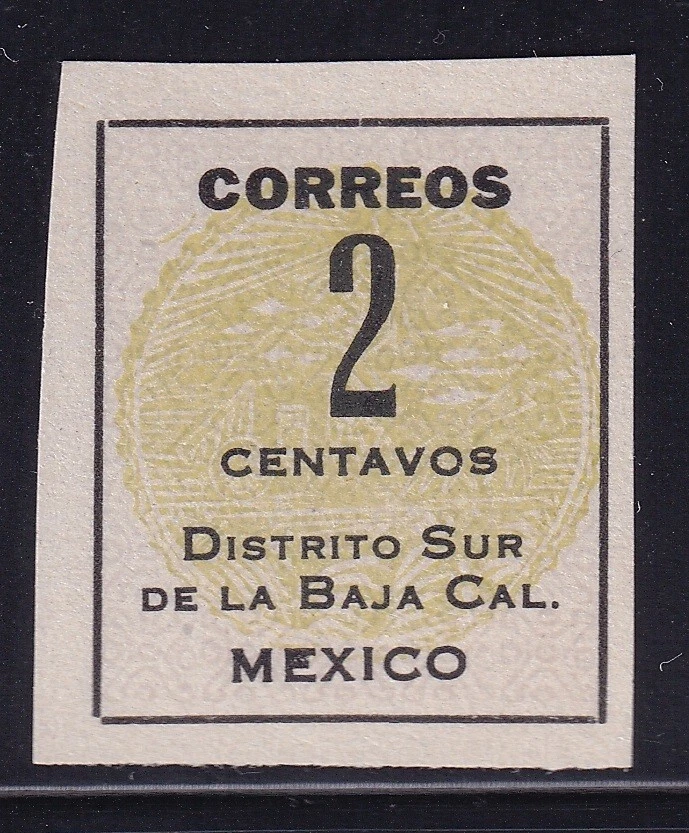 CORREOS
2
CENTAVOS
DISTRITO SUR
DE LA BAJA CAL.
MEXICO